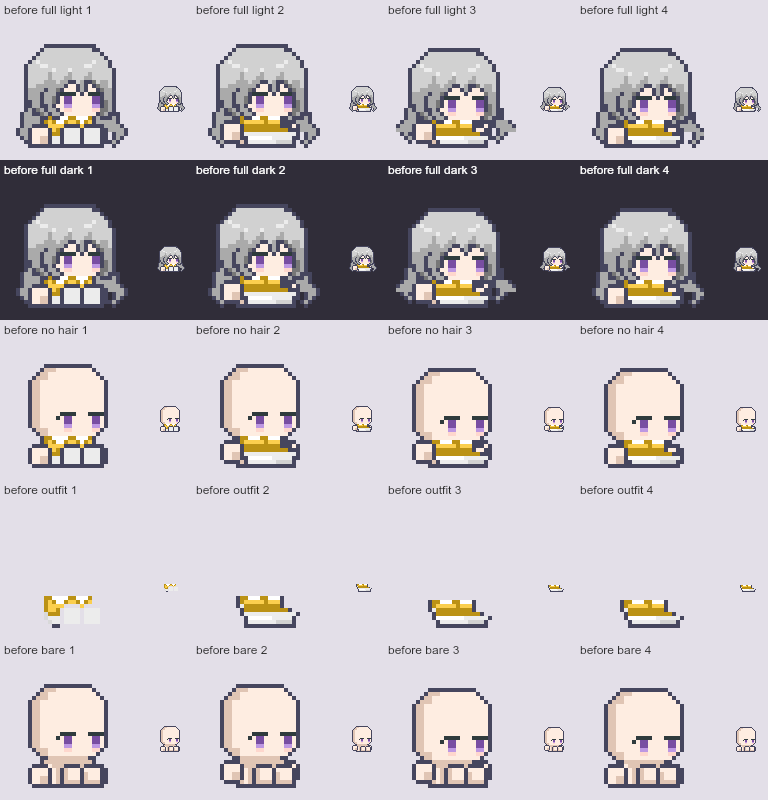 before full light 1
before full light 2
before full light 3
before full light 4
before full dark 1
before full dark 2
before full dark 3
before full dark 4
before no hair 1
before no hair 2
before no hair 3
before no hair 4
before outfit 1
before outfit 2
before outfit 3
before outfit 4
before bare 1
before bare 2
before bare 3
before bare 4